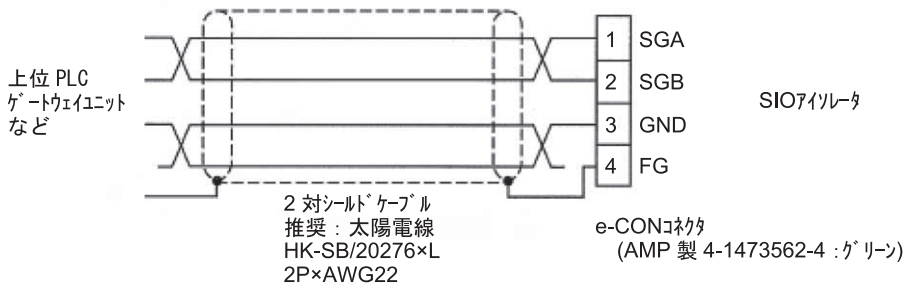 上位 PLC
ｹﾞｰﾄｳｪｲﾕﾆｯﾄ
など
1 SGA
2 SGB
3 GND
4 FG
SIOｱｲｿﾚｰﾀ
2 対ｼｰﾙﾄﾞｹｰﾌﾞﾙ
推奨：太陽電線
HK-SB/20276×L
2P×AWG22
e-CONｺﾈｸﾀ
(AMP 製 4-1473562-4 :ｸﾞﾘｰﾝ)